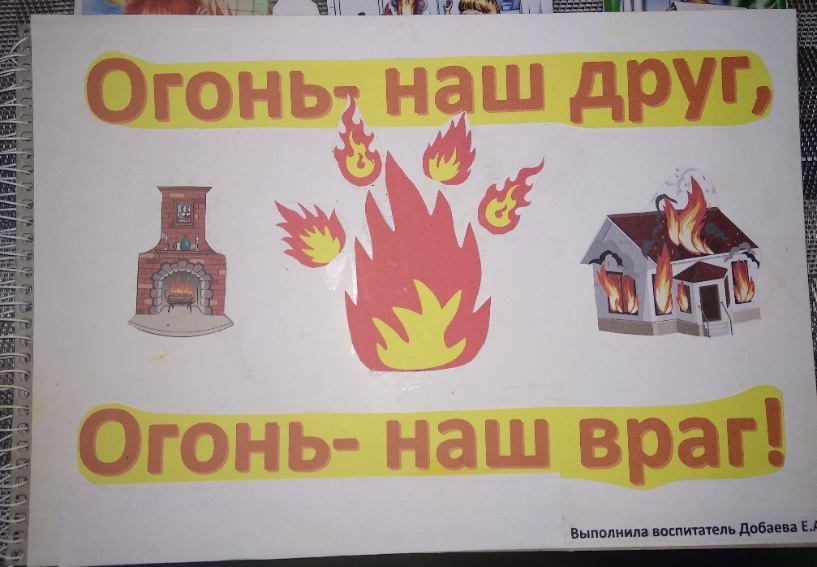 Огонь- наш друг,
Огонь- наш враг!
Выполнила воспитатель Добаева Е.А